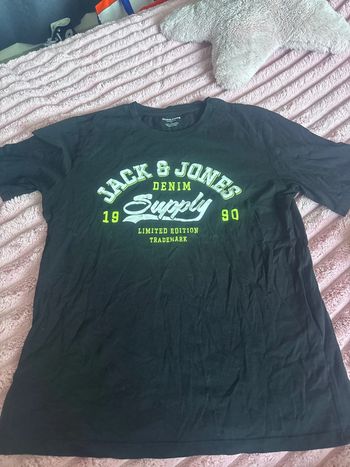 JACK & JONES
DENIM
19 Supply 90
LIMITED EDITION
TRADEMARK